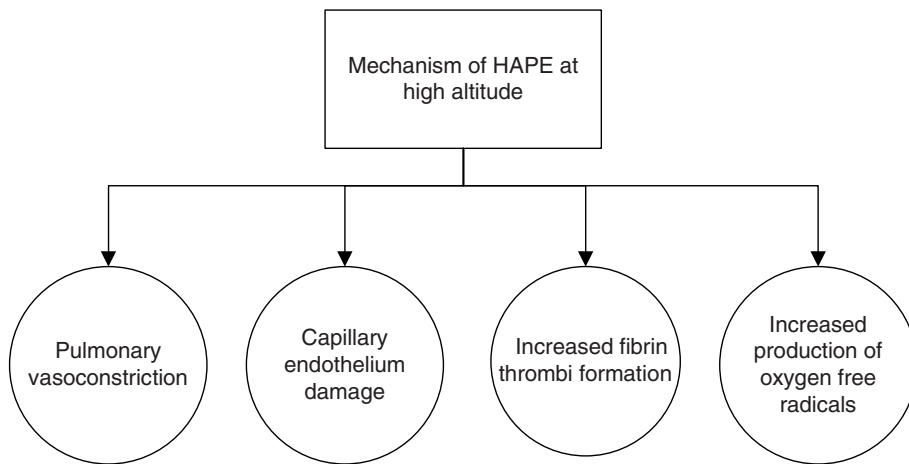 Mechanism of HAPE at
high altitude
Pulmonary
vasoconstriction
Capillary
endothelium
damage
Increased fibrin
thrombi formation
Increased
production of
oxygen free
radicals